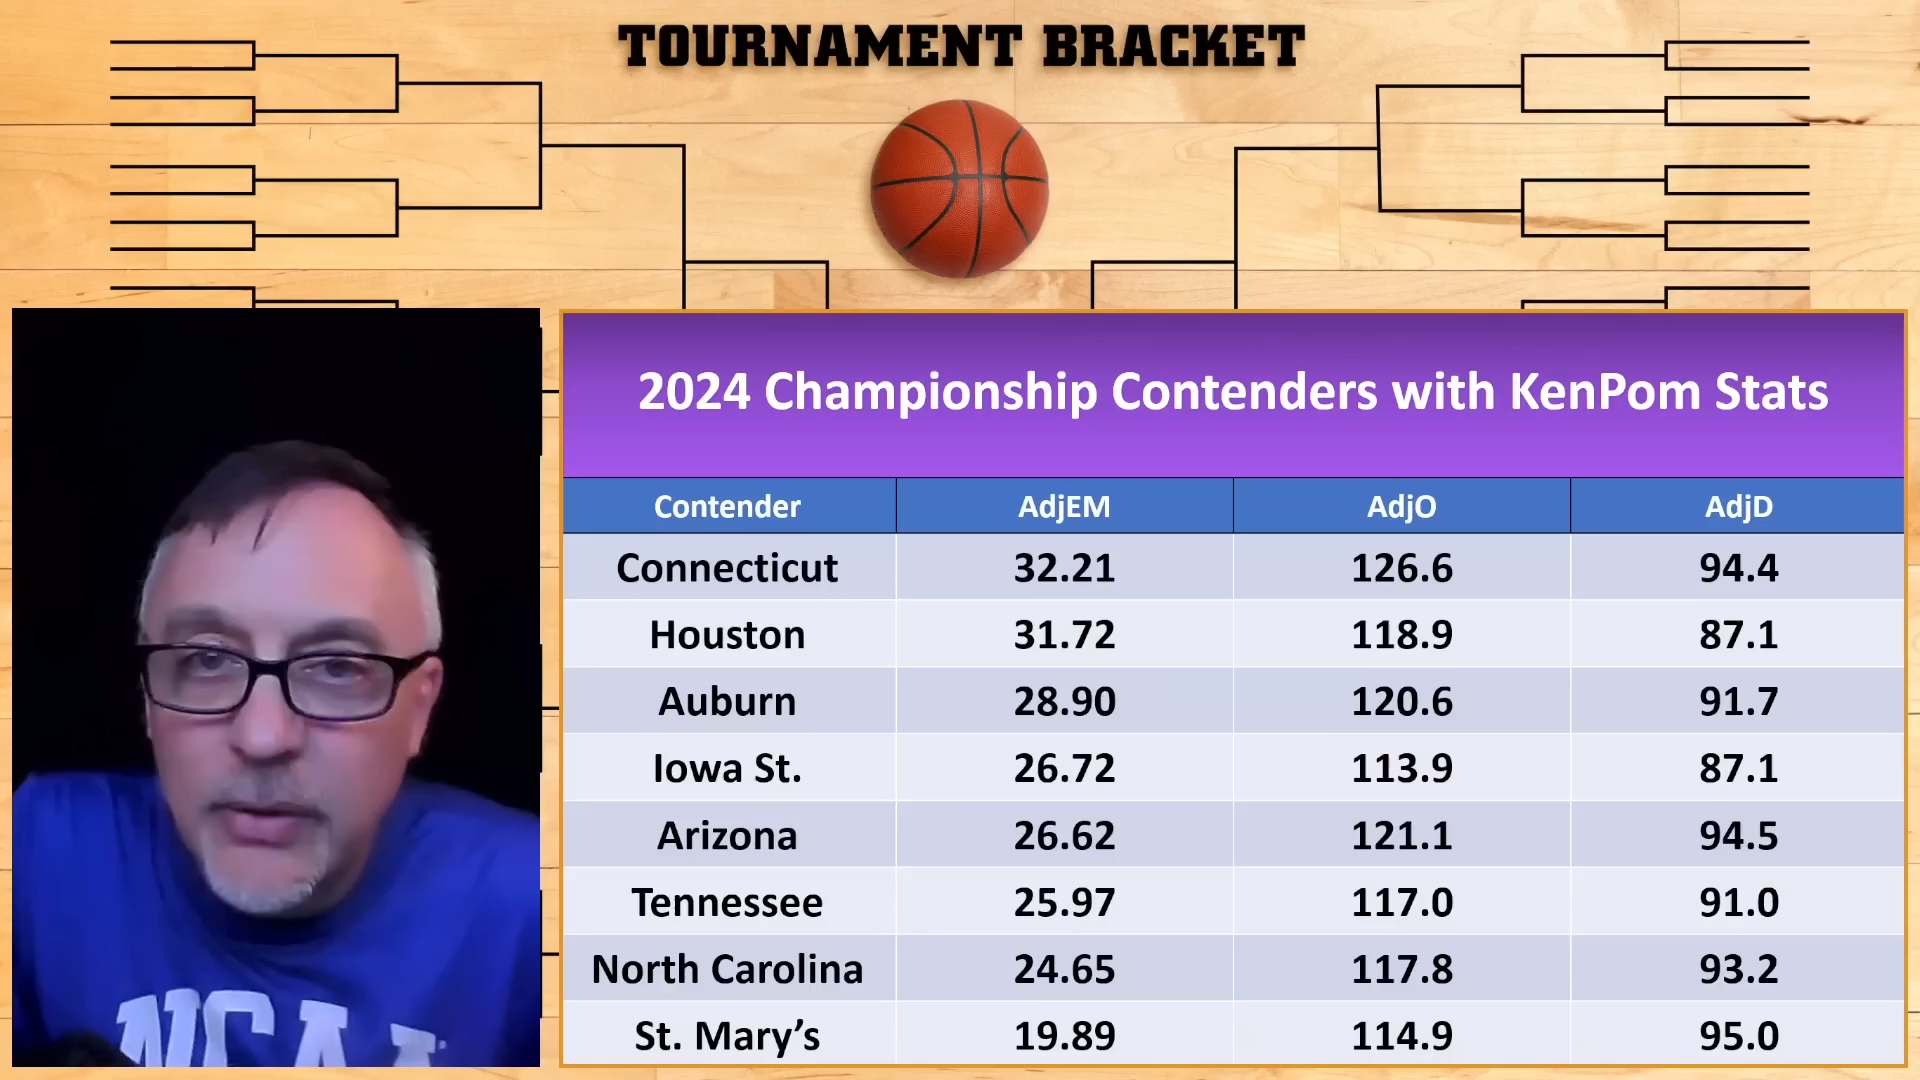 TOURNAMENT BRACKET
2024 Championship Contenders with KenPom Stats
Contender AdjEM AdjO AdjD
Connecticut 32.21 126.6 94.4
Houston 31.72 118.9 87.1
Auburn 28.90 120.6 91.7
Iowa St. 26.72 113.9 87.1
Arizona 26.62 121.1 94.5
Tennessee 25.97 117.0 91.0
North Carolina 24.65 117.8 93.2
St. Mary’s 19.89 114.9 95.0
NCAA